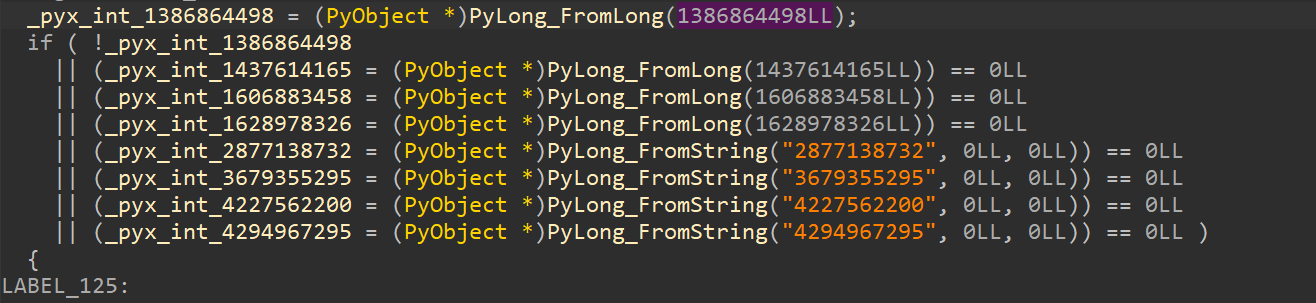 _pyx_int_1386864498 = (PyObject *)PyLong_FromLong(1386864498LL);
if ( !_pyx_int_1386864498
|| (_pyx_int_1437614165 = (PyObject *)PyLong_FromLong(1437614165LL)) == 0LL
|| (_pyx_int_1606883458 = (PyObject *)PyLong_FromLong(1606883458LL)) == 0LL
|| (_pyx_int_1628978326 = (PyObject *)PyLong_FromLong(1628978326LL)) == 0LL
|| (_pyx_int_2877138732 = (PyObject *)PyLong_FromString("2877138732", 0LL, 0LL)) == 0LL
|| (_pyx_int_3679355295 = (PyObject *)PyLong_FromString("3679355295", 0LL, 0LL)) == 0LL
|| (_pyx_int_4227562200 = (PyObject *)PyLong_FromString("4227562200", 0LL, 0LL)) == 0LL
|| (_pyx_int_4294967295 = (PyObject *)PyLong_FromString("4294967295", 0LL, 0LL)) == 0LL )
{
LABEL_125: